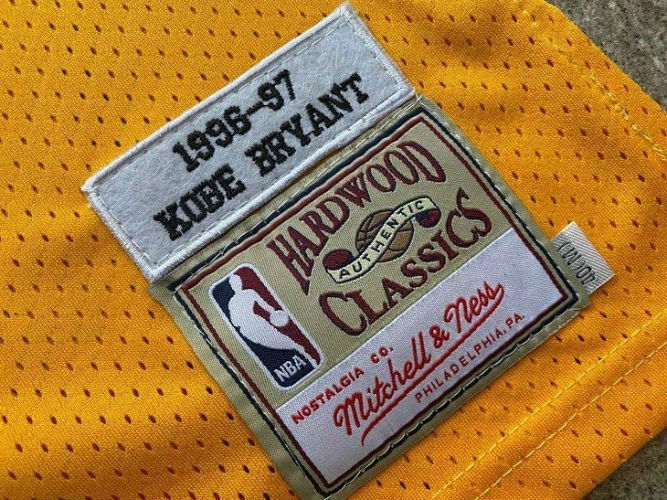 1996-97
KOBE BRYANT
HARDWOOD
AUTHENTIC
CLASSICS
NBA
NOSTALGIA CO.
Mitchell & Ness
PHILADELPHIA, PA.